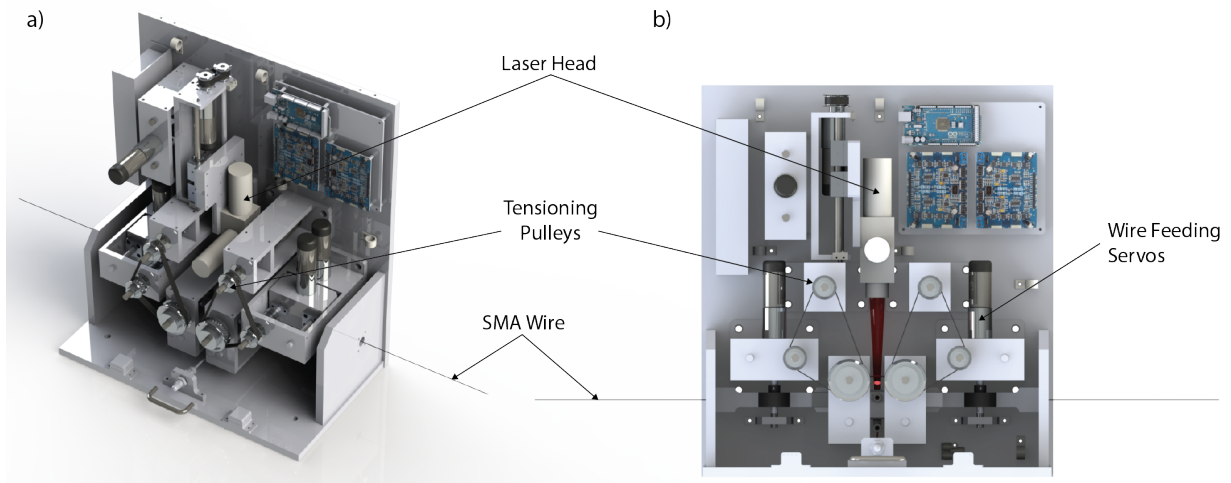 a)
b)
Laser Head
Tensioning
Pulleys
Wire Feeding
Servos
SMA Wire